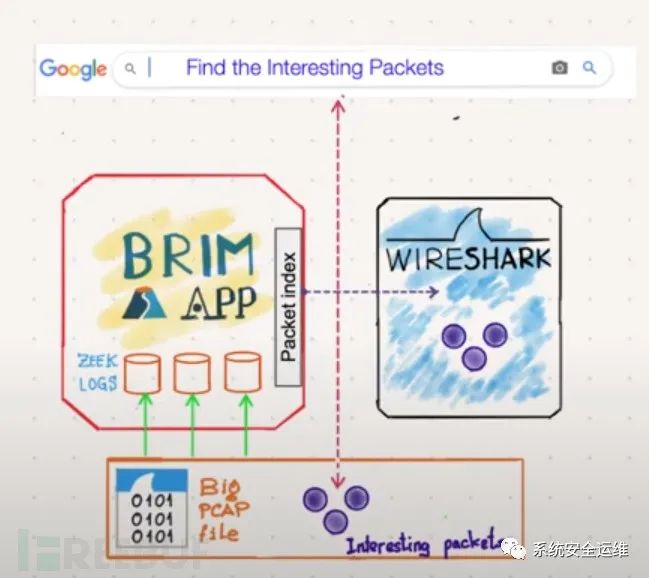 Google
Find the Interesting Packets
BRIM
APP
Packet index
WIRESHARK
ZEEK
LOGS
0101
0101
0101
Big
PCAP
file
Interesting packets
FREEBUF
系统安全运维